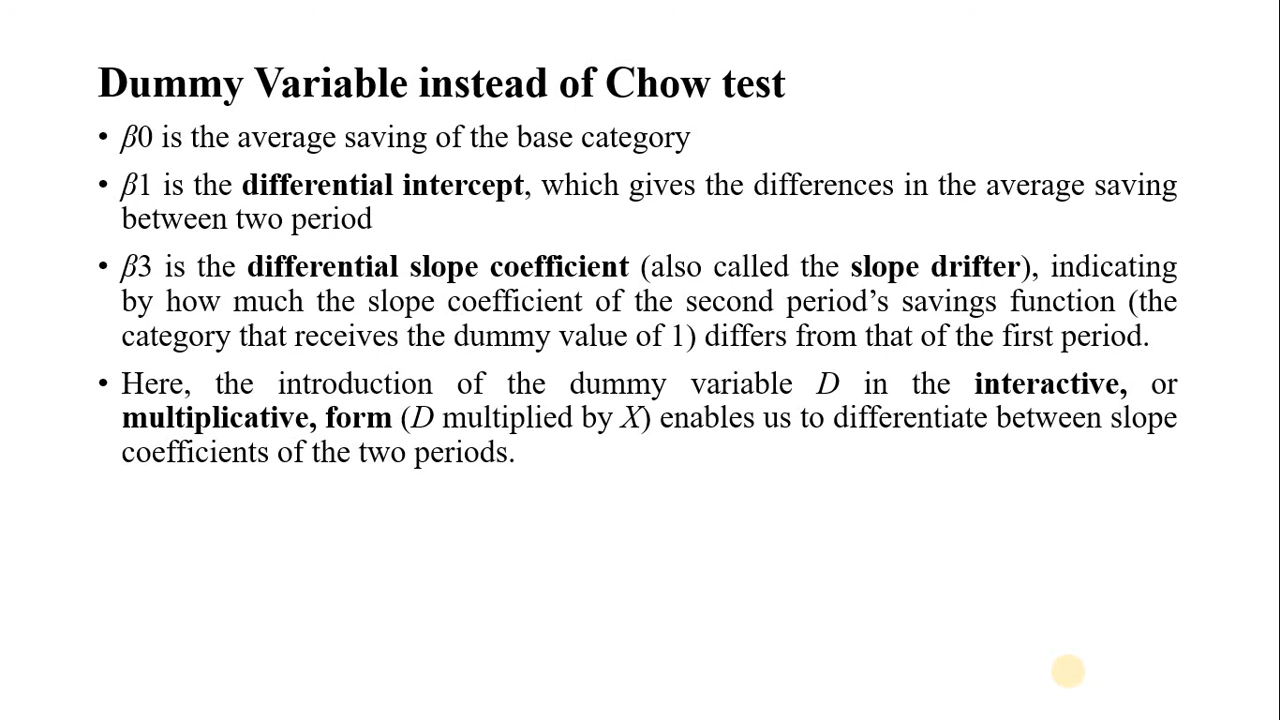 Dummy Variable instead of Chow test
• β0 is the average saving of the base category
• β1 is the differential intercept, which gives the differences in the average saving
between two period
• β3 is the differential slope coefficient (also called the slope drifter), indicating
by how much the slope coefficient of the second period’s savings function (the
category that receives the dummy value of 1) differs from that of the first period.
• Here, the introduction of the dummy variable D in the interactive, or
multiplicative, form (D multiplied by X) enables us to differentiate between slope
coefficients of the two periods.